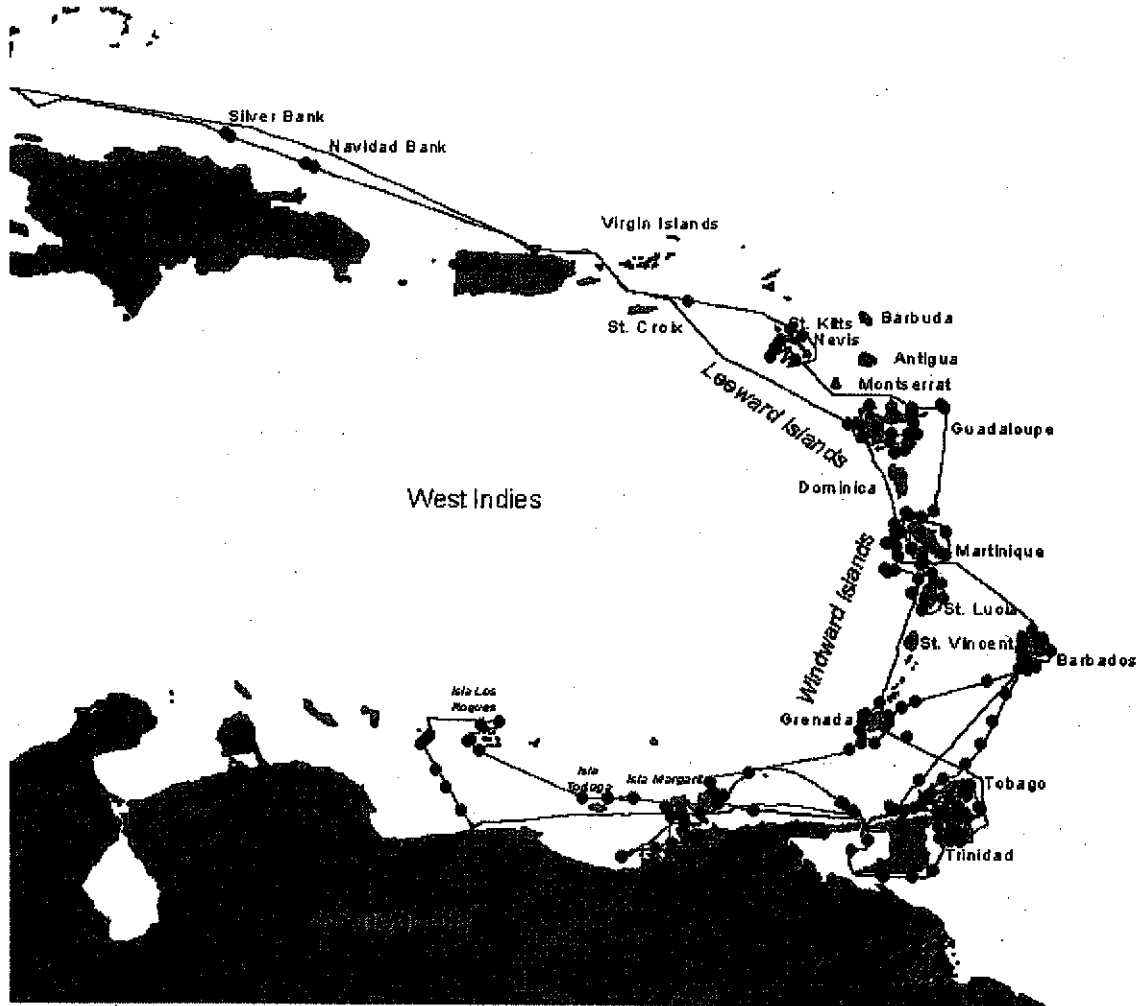 Silver Bank
Navidad Bank
Virgin Islands
St. Croix
St. Kitts
Nevis
Barbuda
Antigua
Montserrat
Leeward Islands
Guadaloupe
Dominica
West Indies
Martinique
Windward Islands
St. Lucia
St. Vincent
Barbados
Isla Los
Roques
Grenada
Isla
Isla Margarita
Tobago
Trinidad